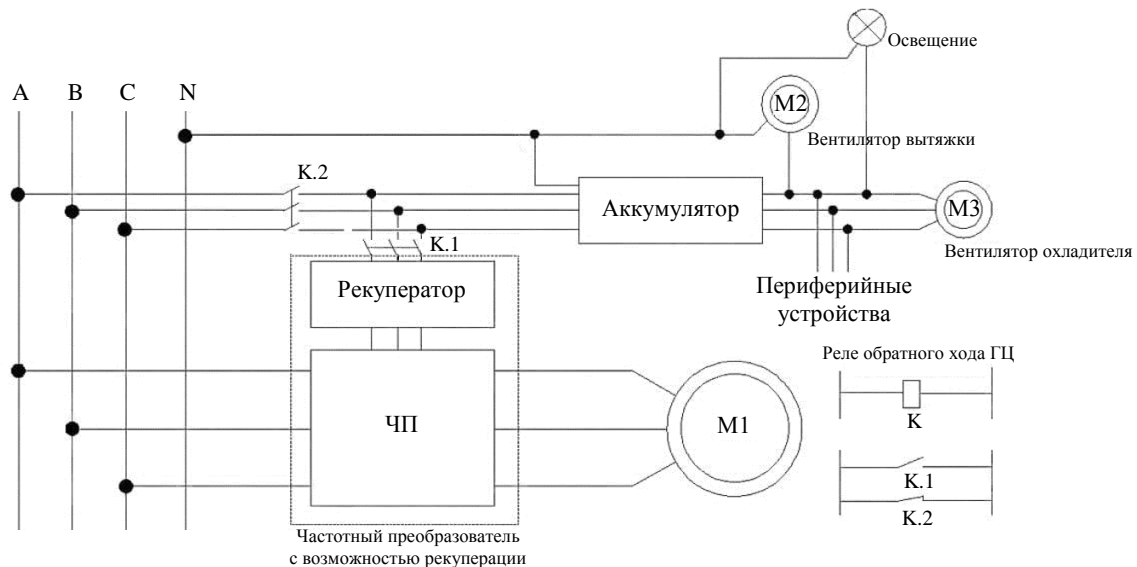 Освещение
A B C N
M2
Вентилятор вытяжки
K.2
Аккумулятор
M3
K.1
Вентилятор охладителя
Рекуператор
Периферийные
устройства
Реле обратного хода ГЦ
ЧП
M1
K
K.1
K.2
Частотный преобразователь
с возможностью рекуперации